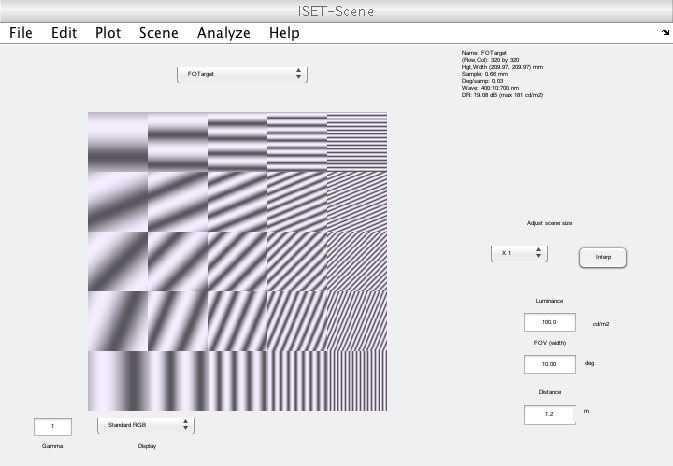 ISET-Scene
File Edit Plot Scene Analyze Help
FOTarget
Name: FOTarget
(Row,Col): 320 by 320
Hgt,Wdth (209.97, 209.97) mm
Sample: 0.66 mm
Deg/samp: 0.03
Wave: 400:10:700 nm
DR: 19.08 dB (max 181 cd/m2)
Adjust scene size
X 1
Interp
Luminance
100.0 cd/m2
FOV (width)
10.00 deg
Distance
1.2 m
1 Standard RGB
Gamma Display